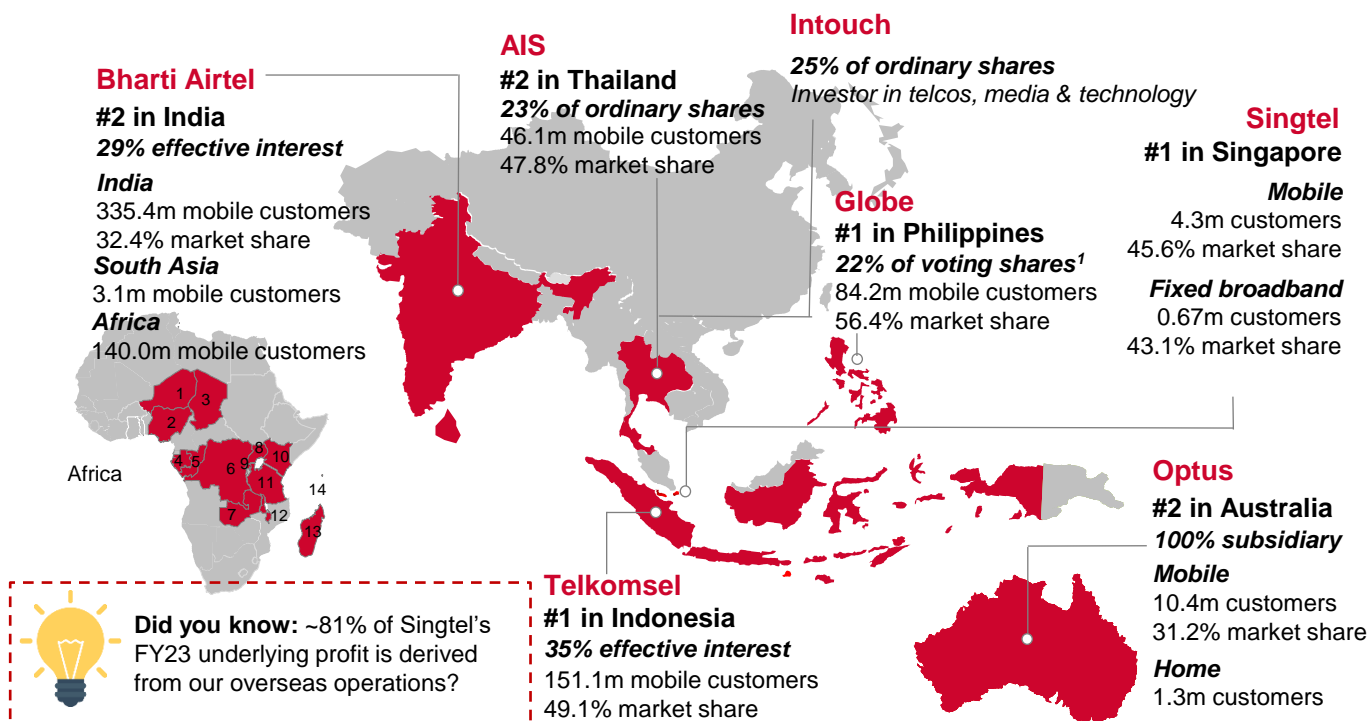 Bharti Airtel
#2 in India
29% effective interest
India
335.4m mobile customers
32.4% market share
South Asia
3.1m mobile customers
Africa
140.0m mobile customers
AIS
#2 in Thailand
23% of ordinary shares
46.1m mobile customers
47.8% market share
Intouch
25% of ordinary shares
Investor in telcos, media & technology
Globe
#1 in Philippines
22% of voting shares¹
84.2m mobile customers
56.4% market share
Singtel
#1 in Singapore
Mobile
4.3m customers
45.6% market share
Fixed broadband
0.67m customers
43.1% market share
Africa
1
2
3
4
5
6
7
8
9
10
11
12
13
14
Telkomsel
#1 in Indonesia
35% effective interest
151.1m mobile customers
49.1% market share
Optus
#2 in Australia
100% subsidiary
Mobile
10.4m customers
31.2% market share
Home
1.3m customers
Did you know: ~81% of Singtel's
FY23 underlying profit is derived
from our overseas operations?